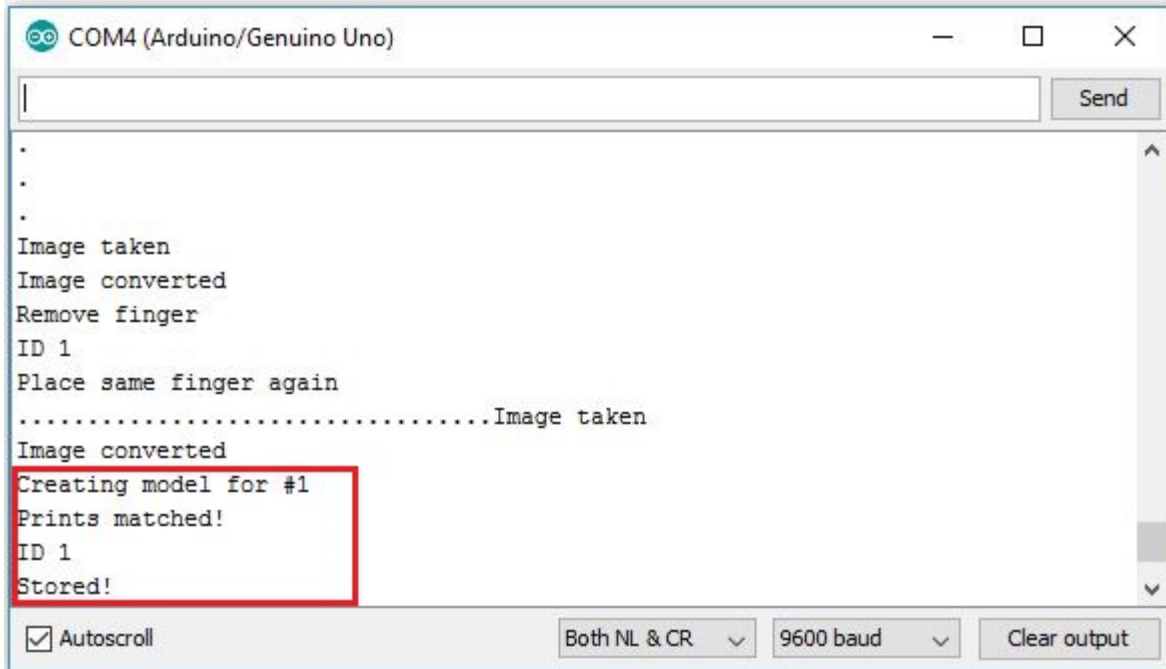 COM4 (Arduino/Genuino Uno)
Send
.
.
.
Image taken
Image converted
Remove finger
ID 1
Place same finger again
..................................Image taken
Image converted
Creating model for #1
Prints matched!
ID 1
Stored!
Autoscroll
Both NL & CR
9600 baud
Clear output